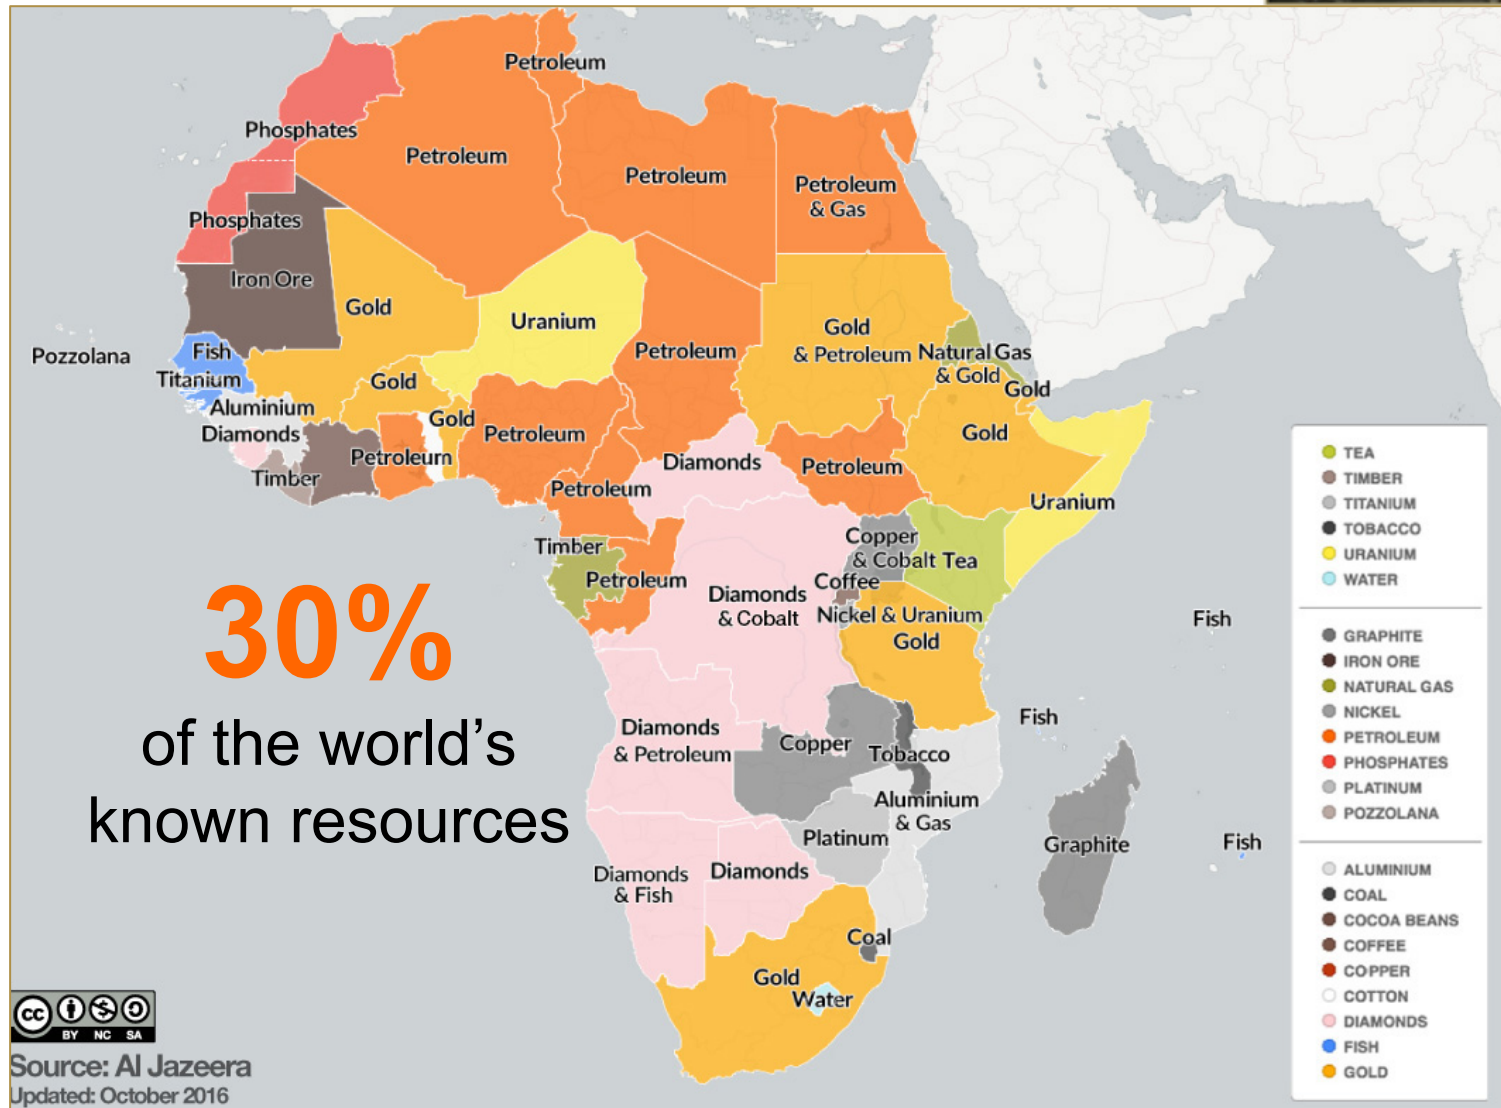 Petroleum
Phosphates
Petroleum
Petroleum
Petroleum
& Gas
Phosphates
Iron Ore
Gold
Uranium
Gold
& Petroleum
Petroleum
Natural Gas
& Gold
Gold
Pozzolana
Fish
Titanium
Gold
Aluminium
Diamonds
Gold
Petroleum
Petroleum
Timber
Gold
Diamonds
Petroleum
Petroleum
Uranium
Timber
Petroleum
Copper
& Cobalt
Tea
Coffee
Diamonds
& Cobalt
Nickel & Uranium
Gold
Fish
30%
of the world’s
known resources
Diamonds
& Petroleum
Copper
Tobacco
Fish
Aluminium
& Gas
Platinum
Graphite
Fish
Diamonds
& Fish
Diamonds
Coal
Gold
Water
TEA
TIMBER
TITANIUM
TOBACCO
URANIUM
WATER
GRAPHITE
IRON ORE
NATURAL GAS
NICKEL
PETROLEUM
PHOSPHATES
PLATINUM
POZZOLANA
ALUMINIUM
COAL
COCOA BEANS
COFFEE
COPPER
COTTON
DIAMONDS
FISH
GOLD
cc
BY NC SA
Source: Al Jazeera
Updated: October 2016